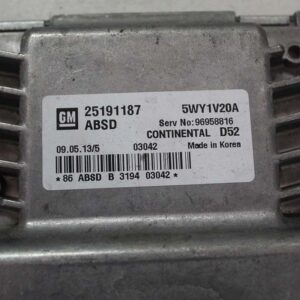 GM 25191187 5WY1V20A
ABSD Serv No:96958816
CONTINENTAL D52
09.05.13/5 03042 Made in Korea
* 86 ABSD B 3194 03042 *